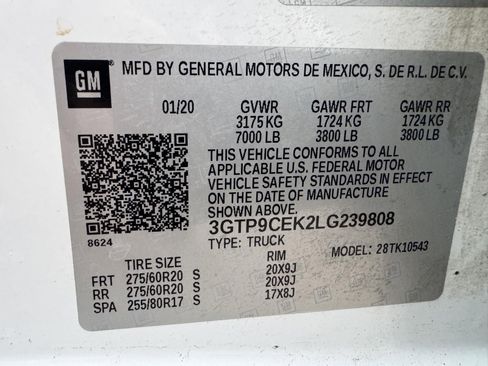 GM MFD BY GENERAL MOTORS DE MEXICO, S. DE R.L. DE C.V.
01/20 GVWR GAWR FRT GAWR RR
3175 KG 1724 KG 1724 KG
7000 LB 3800 LB 3800 LB
THIS VEHICLE CONFORMS TO ALL
APPLICABLE U.S. FEDERAL MOTOR
VEHICLE SAFETY STANDARDS IN EFFECT
ON THE DATE OF MANUFACTURE
SHOWN ABOVE.
3GTP9CEK2LG239808
8624
TYPE: TRUCK MODEL: 28TK10543
TIRE SIZE RIM
FRT 275/60R20 S 20X9J
RR 275/60R20 S 20X9J
SPA 255/80R17 S 17X8J